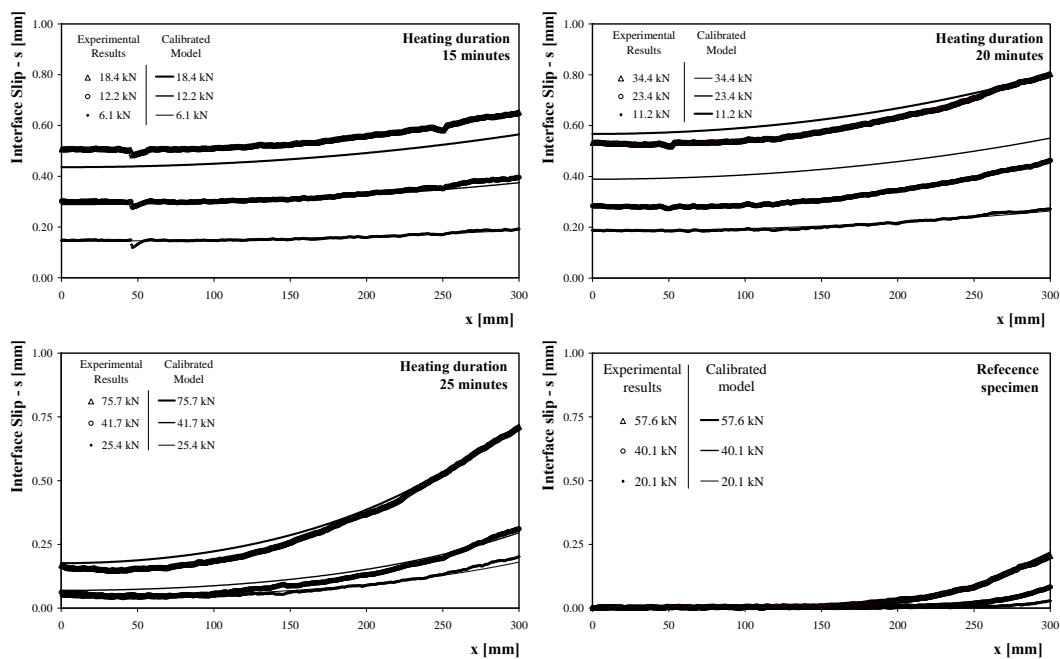 Interface Slip - s [mm]
1.00
0.80
0.60
0.40
0.20
0.00
Experimental Results
Calibrated Model
18.4 kN 18.4 kN
12.2 kN 12.2 kN
6.1 kN 6.1 kN
Heating duration
15 minutes
0 50 100 150 200 250 300
x [mm]
Interface Slip - s [mm]
1.00
0.80
0.60
0.40
0.20
0.00
Experimental Results
Calibrated Model
34.4 kN 34.4 kN
23.4 kN 23.4 kN
11.2 kN 11.2 kN
Heating duration
20 minutes
0 50 100 150 200 250 300
x [mm]
Interface Slip - s [mm]
1.00
0.75
0.50
0.25
0.00
Experimental Results
Calibrated Model
75.7 kN 75.7 kN
41.7 kN 41.7 kN
25.4 kN 25.4 kN
Heating duration
25 minutes
0 50 100 150 200 250 300
x [mm]
Interface Slip - s [mm]
1.00
0.75
0.50
0.25
0.00
Experimental results
Calibrated model
57.6 kN 57.6 kN
40.1 kN 40.1 kN
20.1 kN 20.1 kN
Refecence
specimen
0 50 100 150 200 250 300
x [mm]